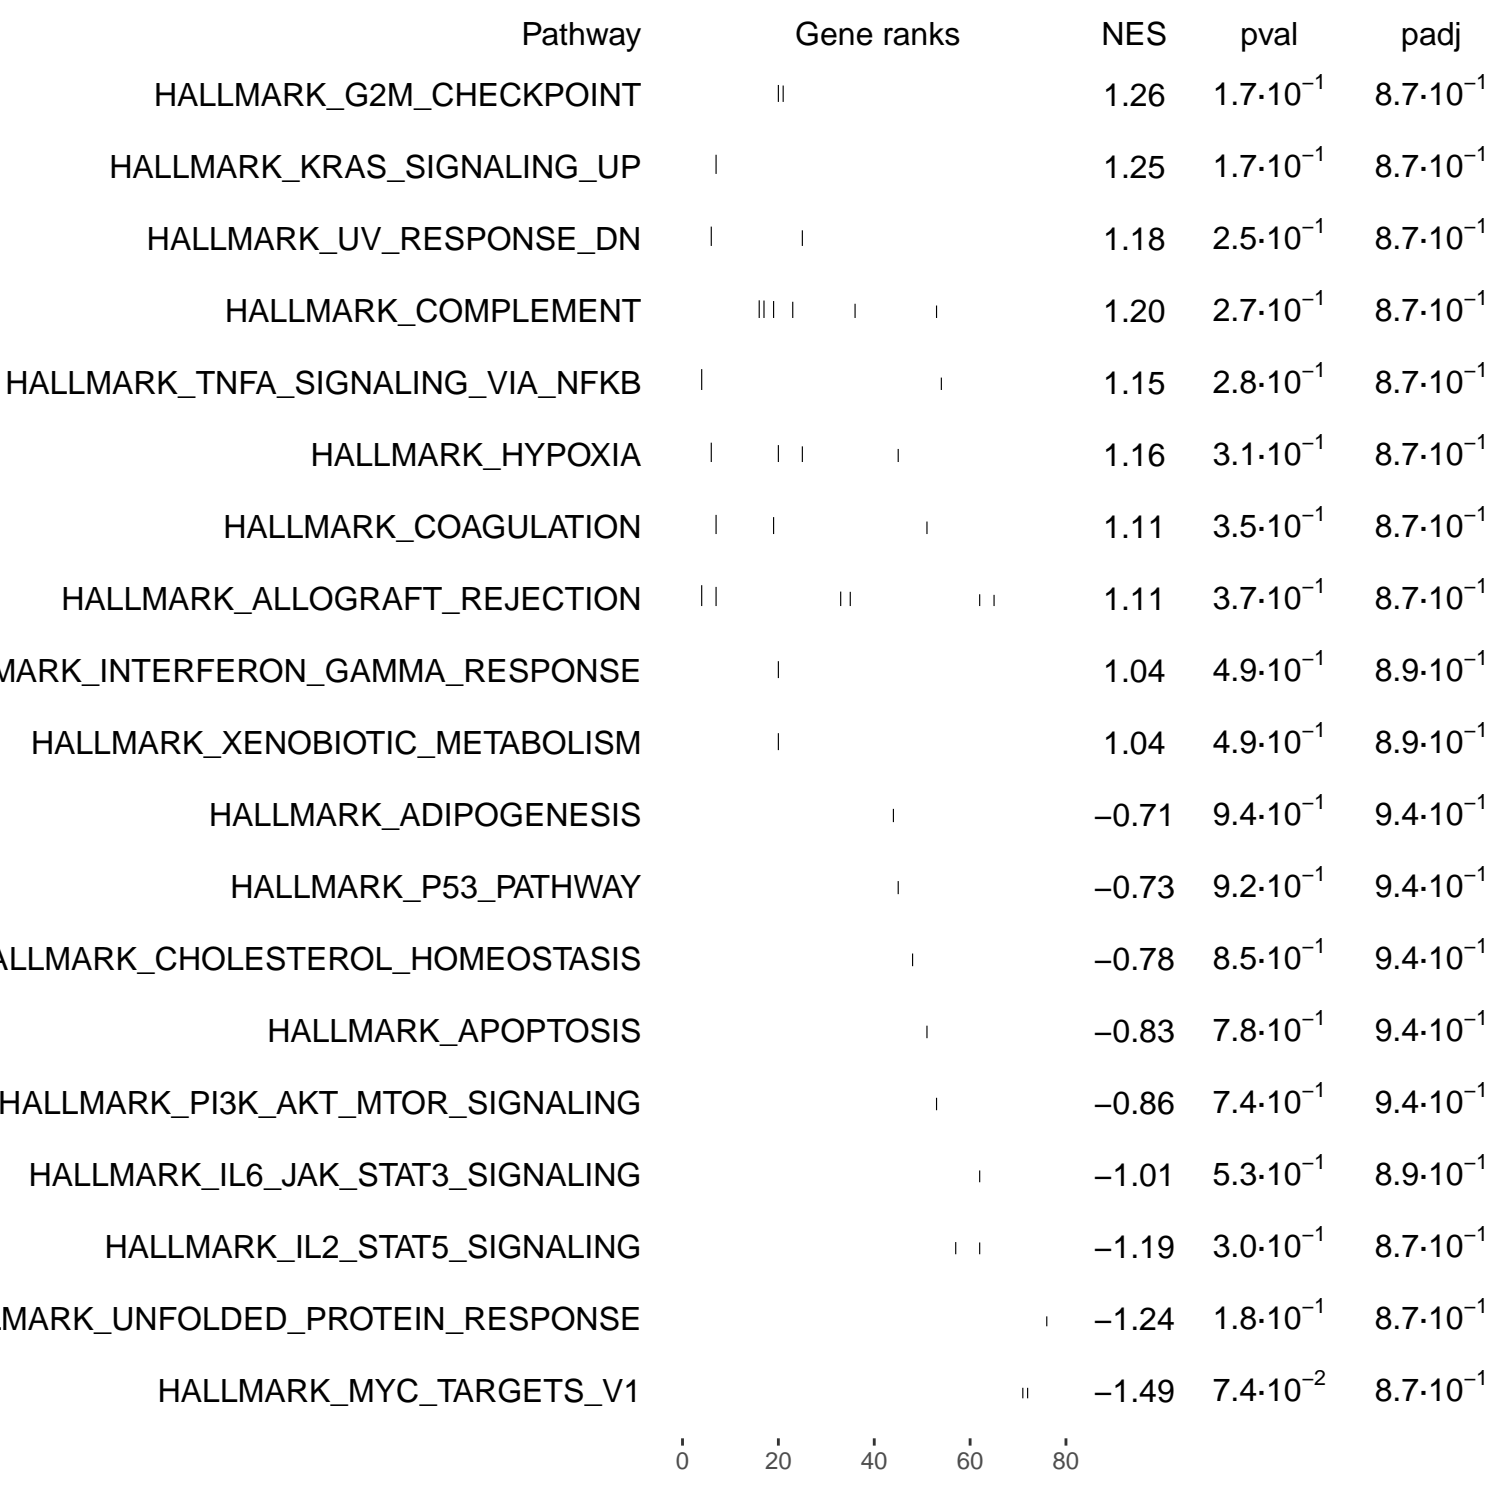 Pathway Gene ranks NES pval padj
HALLMARK_G2M_CHECKPOINT 1.26 1.7·10⁻¹ 8.7·10⁻¹
HALLMARK_KRAS_SIGNALING_UP 1.25 1.7·10⁻¹ 8.7·10⁻¹
HALLMARK_UV_RESPONSE_DN 1.18 2.5·10⁻¹ 8.7·10⁻¹
HALLMARK_COMPLEMENT 1.20 2.7·10⁻¹ 8.7·10⁻¹
HALLMARK_TNFA_SIGNALING_VIA_NFKB 1.15 2.8·10⁻¹ 8.7·10⁻¹
HALLMARK_HYPOXIA 1.16 3.1·10⁻¹ 8.7·10⁻¹
HALLMARK_COAGULATION 1.11 3.5·10⁻¹ 8.7·10⁻¹
HALLMARK_ALLOGRAFT_REJECTION 1.11 3.7·10⁻¹ 8.7·10⁻¹
MARK_INTERFERON_GAMMA_RESPONSE 1.04 4.9·10⁻¹ 8.9·10⁻¹
HALLMARK_XENOBIOTIC_METABOLISM 1.04 4.9·10⁻¹ 8.9·10⁻¹
HALLMARK_ADIPOGENESIS −0.71 9.4·10⁻¹ 9.4·10⁻¹
HALLMARK_P53_PATHWAY −0.73 9.2·10⁻¹ 9.4·10⁻¹
ALLMARK_CHOLESTEROL_HOMEOSTASIS −0.78 8.5·10⁻¹ 9.4·10⁻¹
HALLMARK_APOPTOSIS −0.83 7.8·10⁻¹ 9.4·10⁻¹
HALLMARK_PI3K_AKT_MTOR_SIGNALING −0.86 7.4·10⁻¹ 9.4·10⁻¹
HALLMARK_IL6_JAK_STAT3_SIGNALING −1.01 5.3·10⁻¹ 8.9·10⁻¹
HALLMARK_IL2_STAT5_SIGNALING −1.19 3.0·10⁻¹ 8.7·10⁻¹
MARK_UNFOLDED_PROTEIN_RESPONSE −1.24 1.8·10⁻¹ 8.7·10⁻¹
HALLMARK_MYC_TARGETS_V1 −1.49 7.4·10⁻² 8.7·10⁻¹
0 20 40 60 80